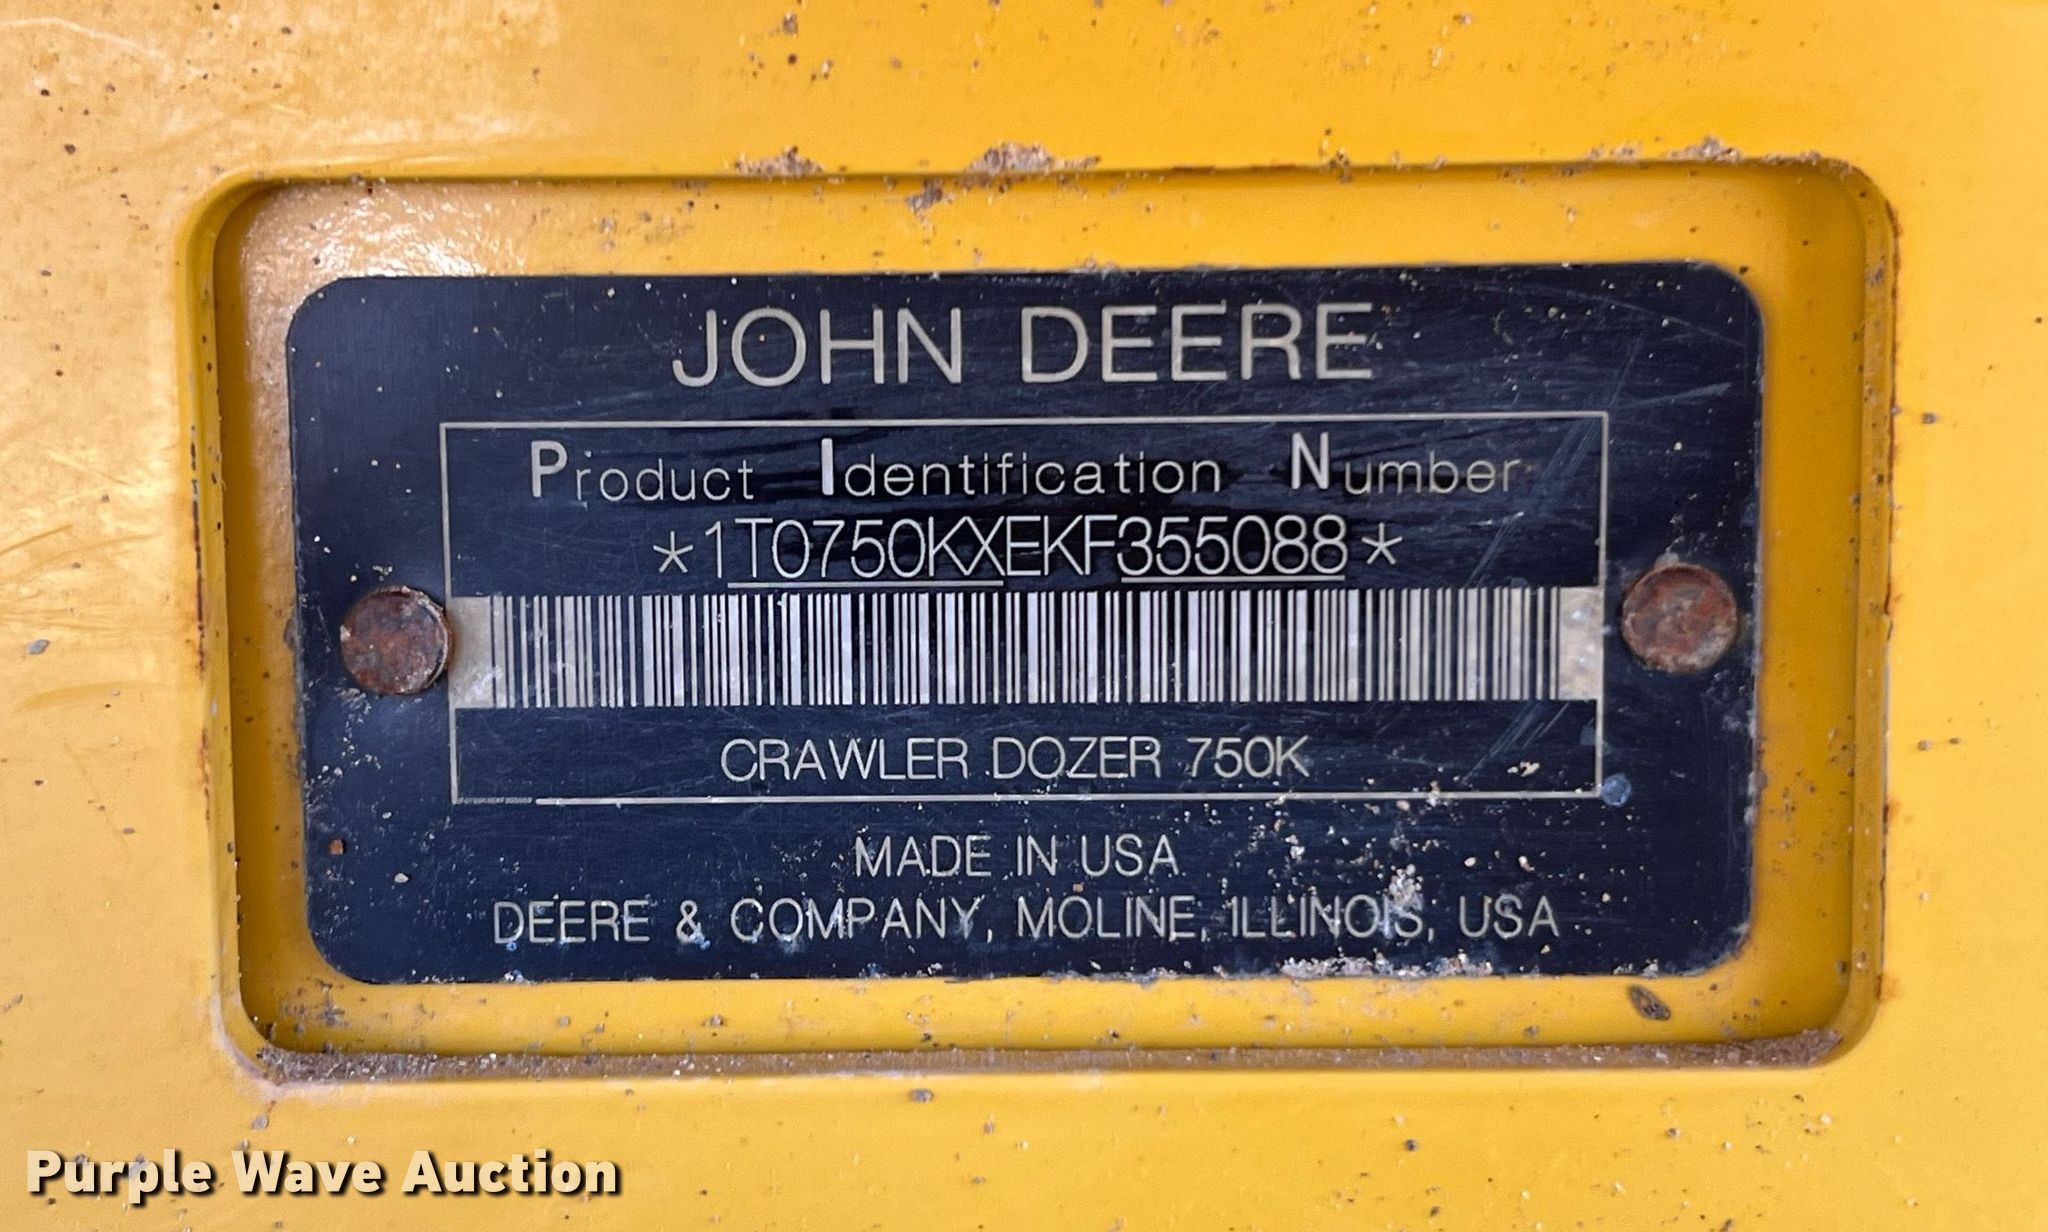 JOHN DEERE
Product Identification Number
*1T0750KXEKF355088*
CRAWLER DOZER 750K
MADE IN USA
DEERE & COMPANY, MOLINE, ILLINOIS, USA
Purple Wave Auction